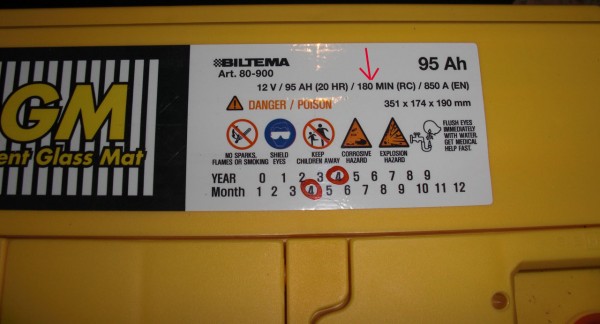 GM
ent Glass Mat
BILTEMA
Art. 80-900
95 Ah
12 V / 95 AH (20 HR) / 180 MIN (RC) / 850 A (EN)
DANGER / POISON
351 x 174 x 190 mm
NO SPARKS, FLAMES OR SMOKING
SHIELD EYES
KEEP CHILDREN AWAY
CORROSIVE HAZARD
EXPLOSION HAZARD
FLUSH EYES IMMEDIATELY WITH WATER. GET MEDICAL HELP FAST.
YEAR 0 1 2 3 4 5 6 7 8 9
Month 1 2 3 4 5 6 7 8 9 10 11 12